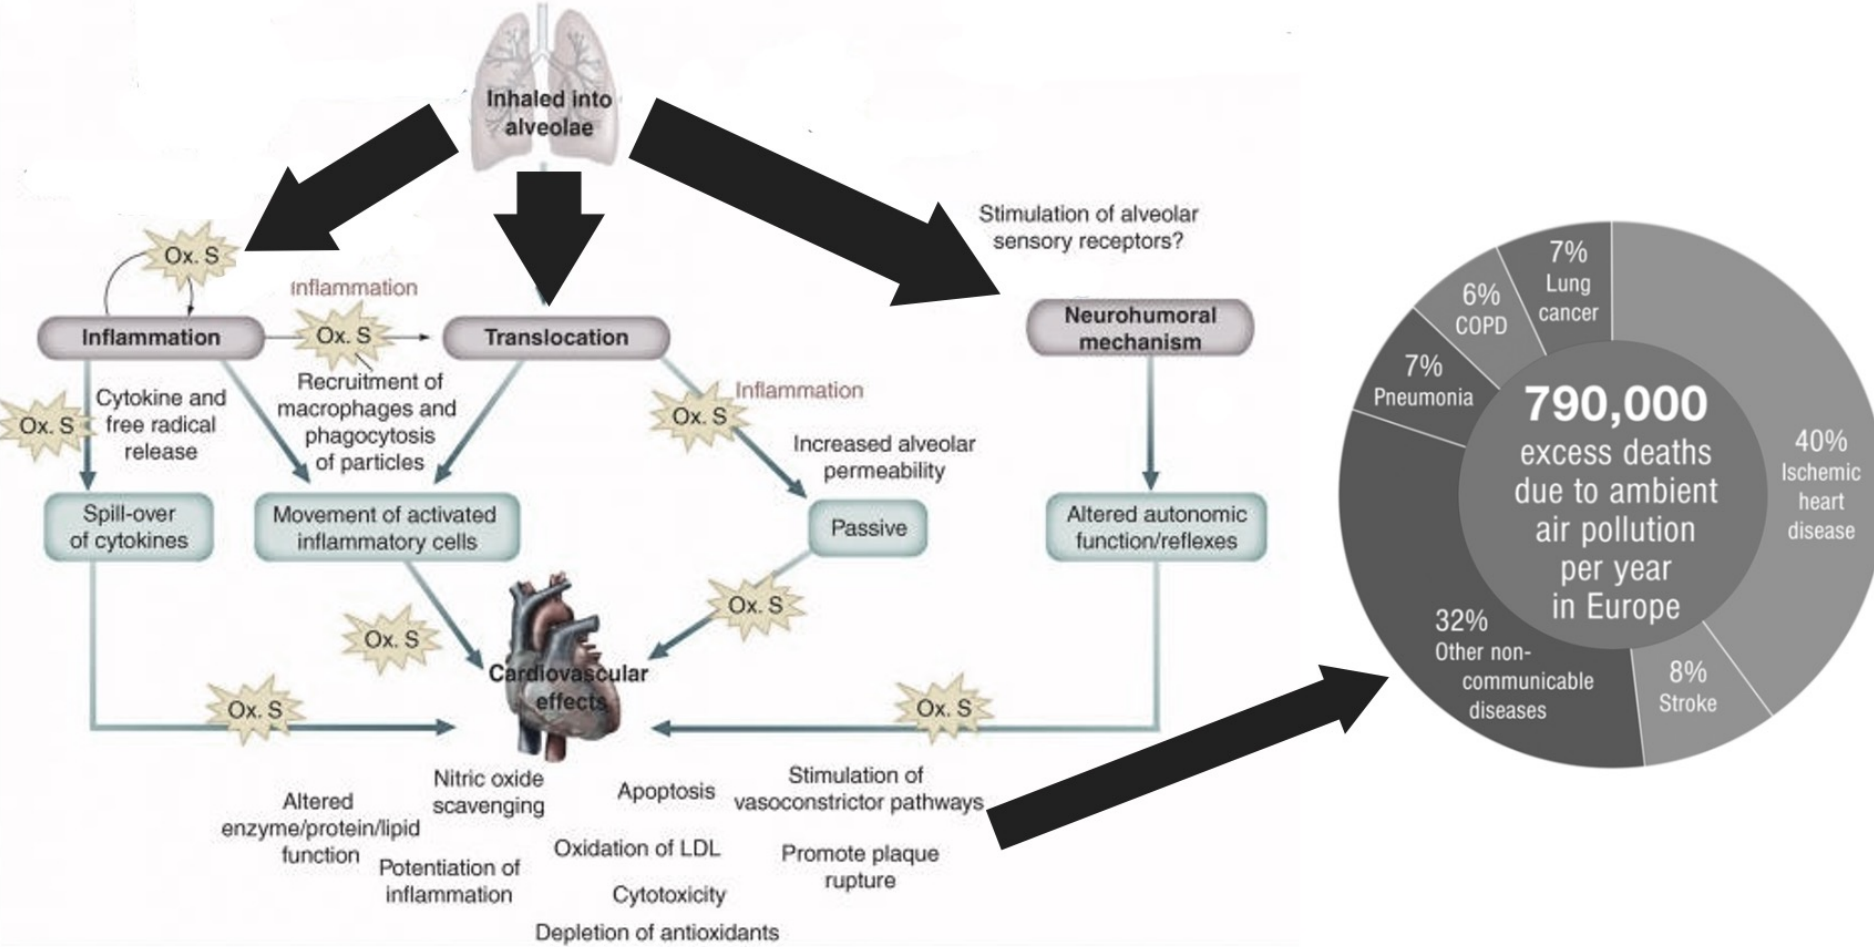 Inhaled into
alveolae
Stimulation of alveolar
sensory receptors?
Ox. S
Inflammation
Ox. S
Inflammation
Translocation
Neurohumoral
mechanism
Ox. S
Cytokine and
free radical
release
Recruitment of
macrophages and
phagocytosis
of particles
Ox. S
Inflammation
Increased alveolar
permeability
Spill-over
of cytokines
Movement of activated
inflammatory cells
Passive
Altered autonomic
function/reflexes
Ox. S
Ox. S
Cardiovascular
effects
Ox. S
Ox. S
Altered
enzyme/protein/lipid
function
Nitric oxide
scavenging
Potentiation of
inflammation
Apoptosis
Oxidation of LDL
Cytotoxicity
Depletion of antioxidants
Stimulation of
vasoconstrictor pathways
Promote plaque
rupture
7%
Lung
cancer
6%
COPD
7%
Pneumonia
790,000
excess deaths
due to ambient
air pollution
per year
in Europe
40%
Ischemic
heart
disease
32%
Other non-
communicable
diseases
8%
Stroke